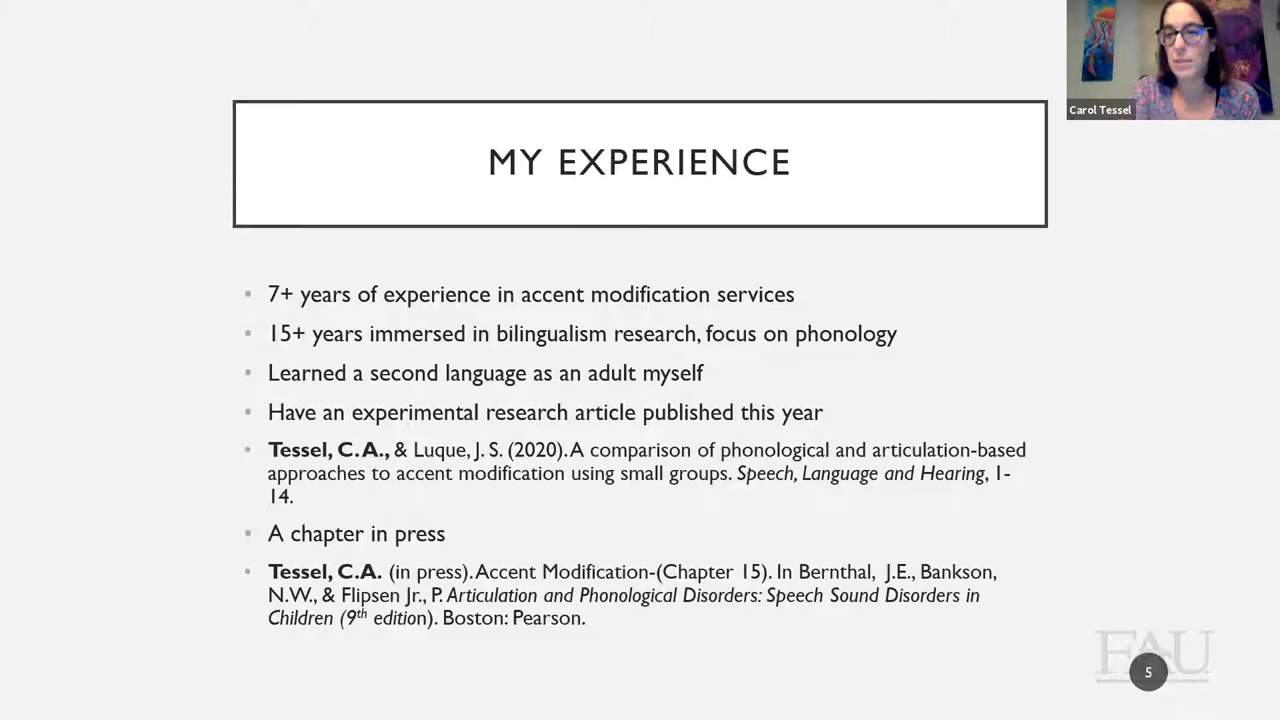 Carol Tessel
MY EXPERIENCE
• 7+ years of experience in accent modification services
• 15+ years immersed in bilingualism research, focus on phonology
• Learned a second language as an adult myself
• Have an experimental research article published this year
• Tessel, C.A., & Luque, J. S. (2020). A comparison of phonological and articulation-based
approaches to accent modification using small groups. Speech, Language and Hearing, 1-
14.
• A chapter in press
• Tessel, C.A. (in press). Accent Modification-(Chapter 15). In Bernthal, J.E., Bankson,
N.W., & Flipsen Jr., P. Articulation and Phonological Disorders: Speech Sound Disorders in
Children (9th edition). Boston: Pearson.
FAU
5